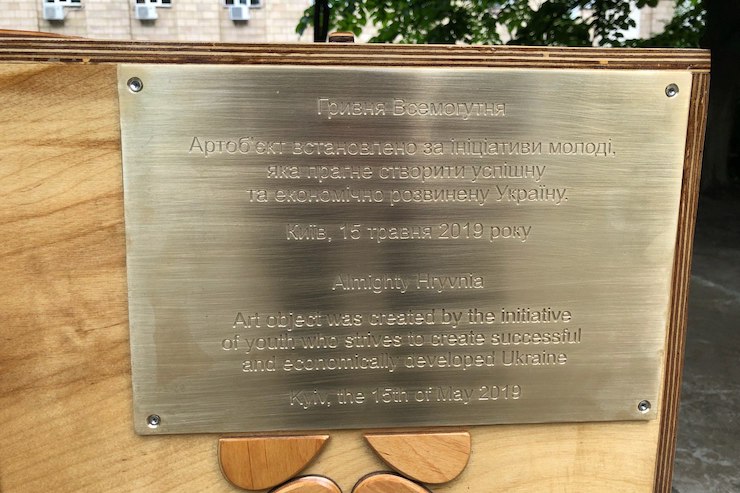 Гривня Всемогутня
Артоб'єкт встановлено за ініціативи молоді,
яка прагне створити успішну
та економічно розвинену Україну.
Київ, 15 травня 2019 року
Almighty Hryvnia
Art object was created by the initiative
of youth who strives to create successful
and economically developed Ukraine
Kyiv, the 15th of May 2019